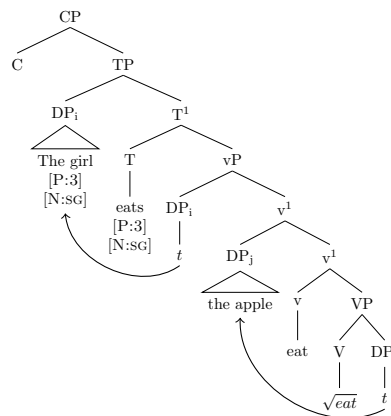 CP
C TP
DPi T¹
The girl T vP
[P:3] eats DPi v¹
[N:SG] [P:3]
[N:SG] t DPj v¹
the apple v VP
eat V DP
√eat t